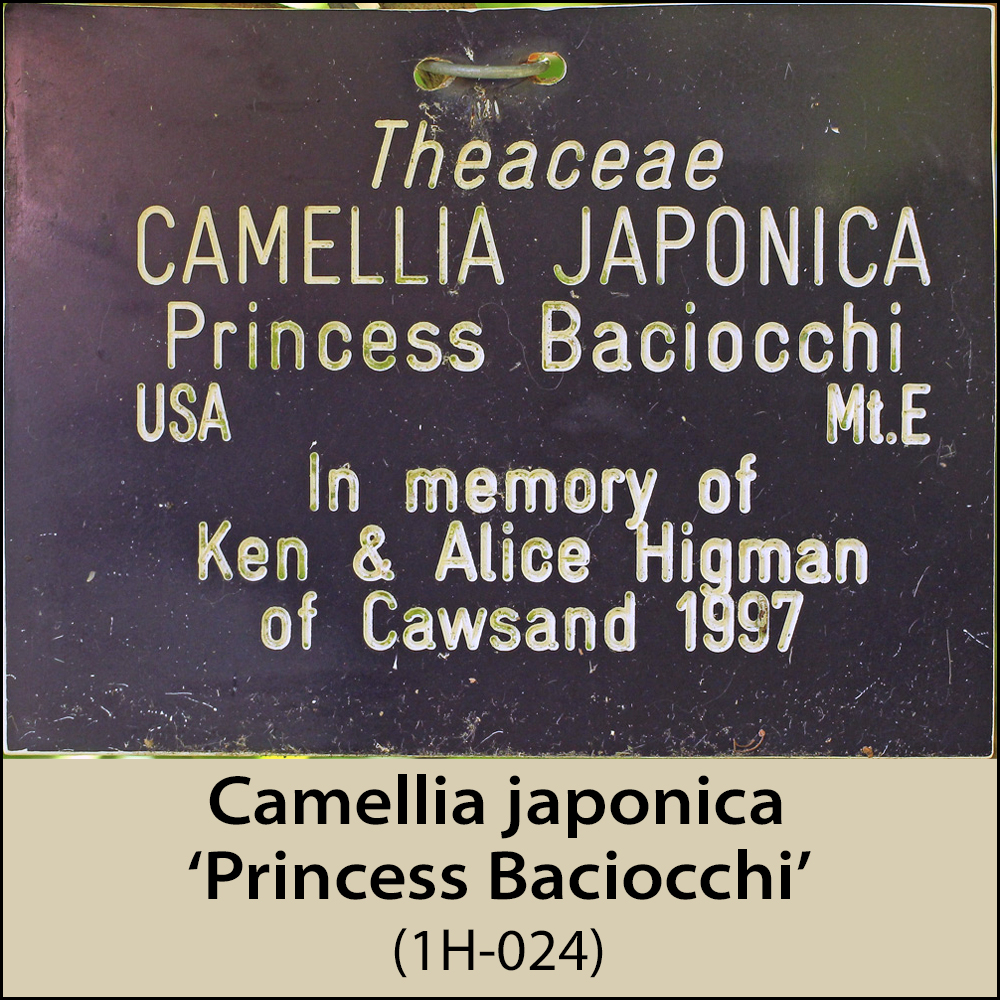 Theaceae
CAMELLIA JAPONICA
Princess Baciocchi
USA Mt.E
In memory of
Ken & Alice Higman
of Cawsand 1997
Camellia japonica
‘Princess Baciocchi’
(1H-024)